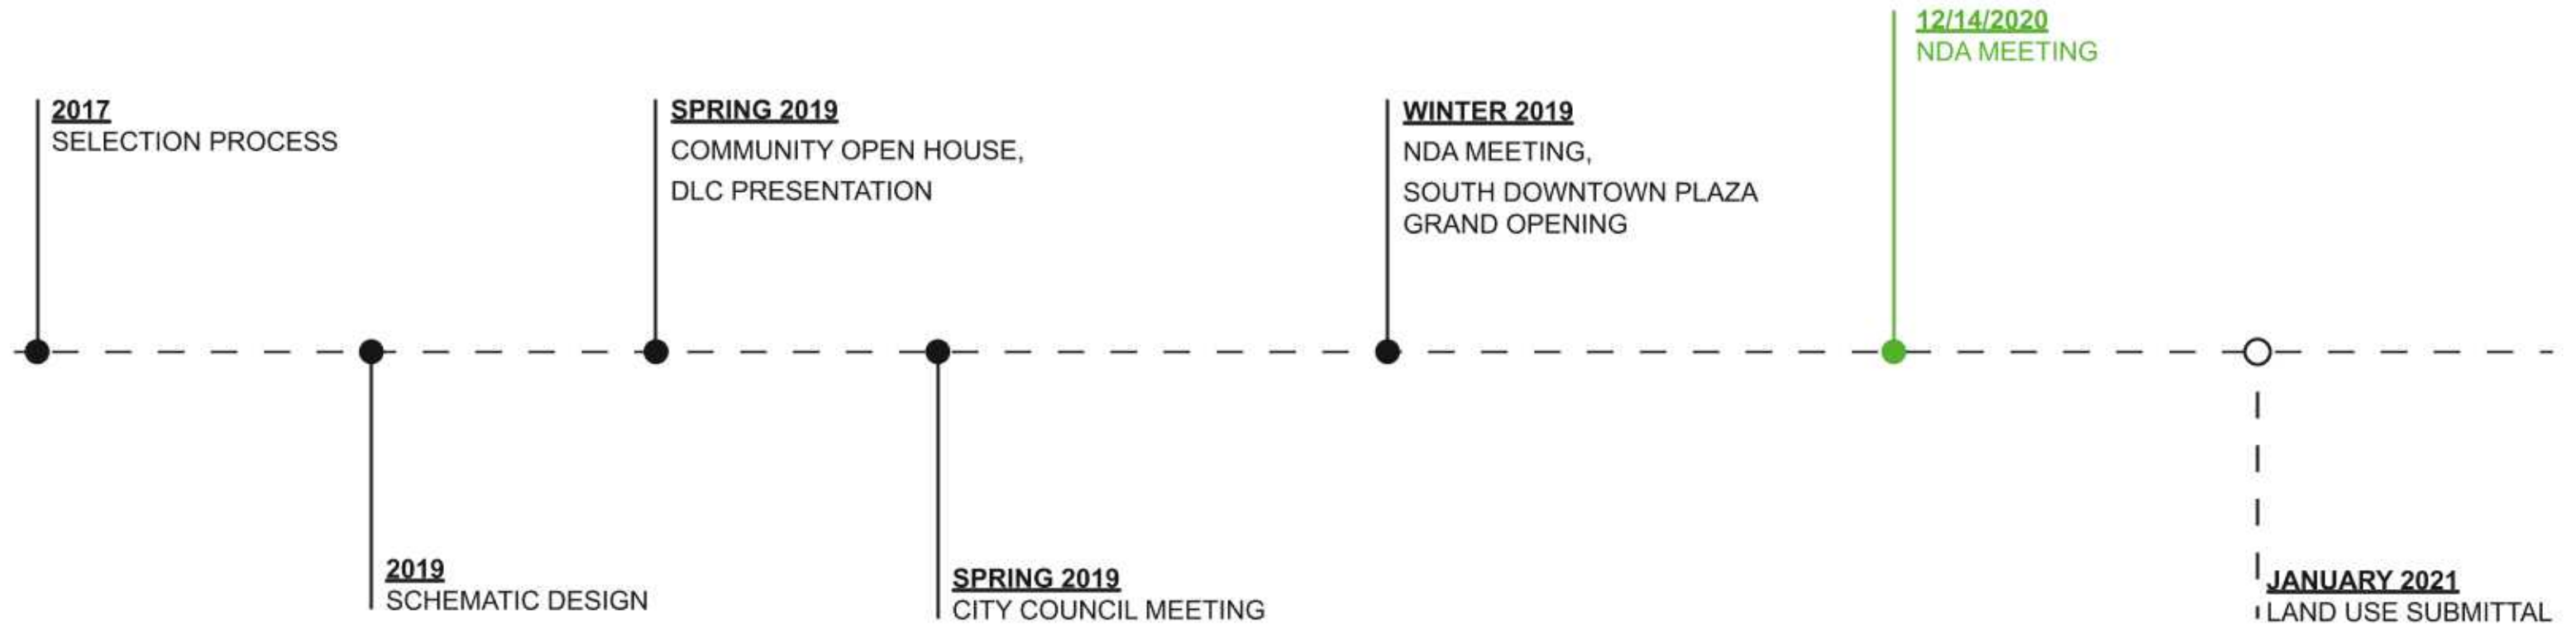 2017
SELECTION PROCESS
2019
SCHEMATIC DESIGN
SPRING 2019
COMMUNITY OPEN HOUSE,
DLC PRESENTATION
SPRING 2019
CITY COUNCIL MEETING
WINTER 2019
NDA MEETING,
SOUTH DOWNTOWN PLAZA
GRAND OPENING
12/14/2020
NDA MEETING
JANUARY 2021
LAND USE SUBMITTAL